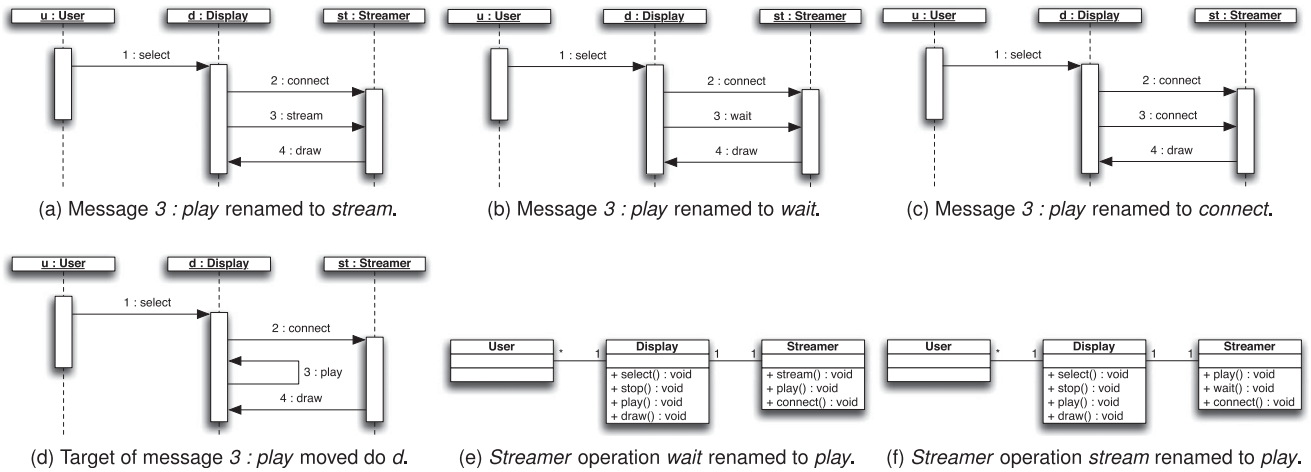 u : User d : Display st : Streamer
1 : select
2 : connect
3 : stream
4 : draw
(a) Message 3 : play renamed to stream.
u : User d : Display st : Streamer
1 : select
2 : connect
3 : wait
4 : draw
(b) Message 3 : play renamed to wait.
u : User d : Display st : Streamer
1 : select
2 : connect
3 : connect
4 : draw
(c) Message 3 : play renamed to connect.
u : User d : Display st : Streamer
1 : select
2 : connect
3 : play
4 : draw
(d) Target of message 3 : play moved do d.
User * 1 Display 1 1 Streamer
+ select() : void
+ stop() : void
+ play() : void
+ draw() : void
+ stream() : void
+ play() : void
+ connect() : void
(e) Streamer operation wait renamed to play.
User * 1 Display 1 1 Streamer
+ select() : void
+ stop() : void
+ play() : void
+ draw() : void
+ play() : void
+ wait() : void
+ connect() : void
(f) Streamer operation stream renamed to play.